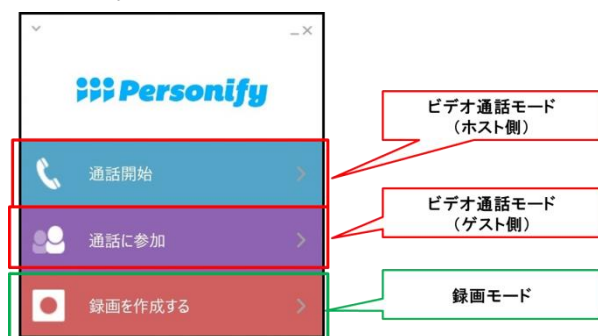 Personify
ビデオ通話モード
（ホスト側）
通話開始
ビデオ通話モード
（ゲスト側）
通話に参加
録画モード
録画を作成する